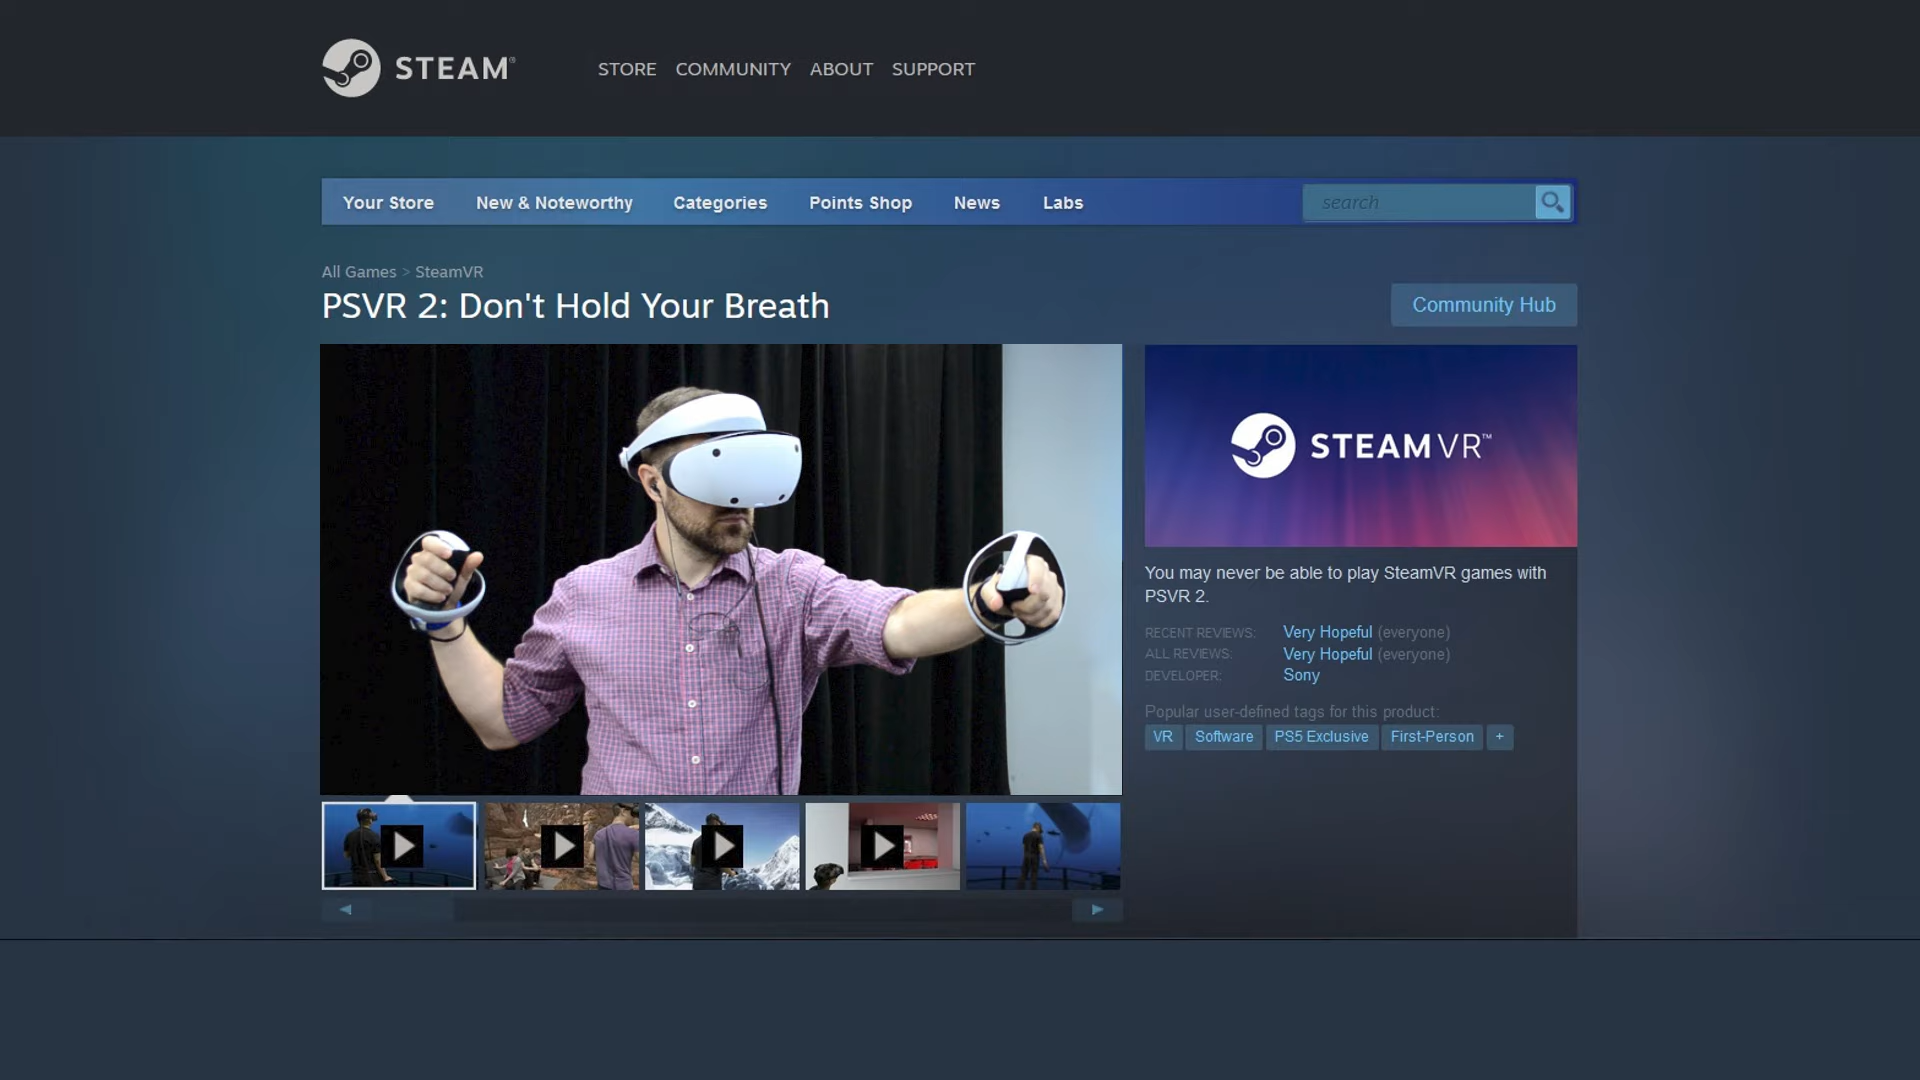 STEAM®
STORE COMMUNITY ABOUT SUPPORT
Your Store New & Noteworthy Categories Points Shop News Labs
search
All Games > SteamVR
PSVR 2: Don't Hold Your Breath
Community Hub
STEAMVR™
You may never be able to play SteamVR games with
PSVR 2.
RECENT REVIEWS: Very Hopeful (everyone)
ALL REVIEWS: Very Hopeful (everyone)
DEVELOPER: Sony
Popular user-defined tags for this product:
VR Software PS5 Exclusive First-Person +